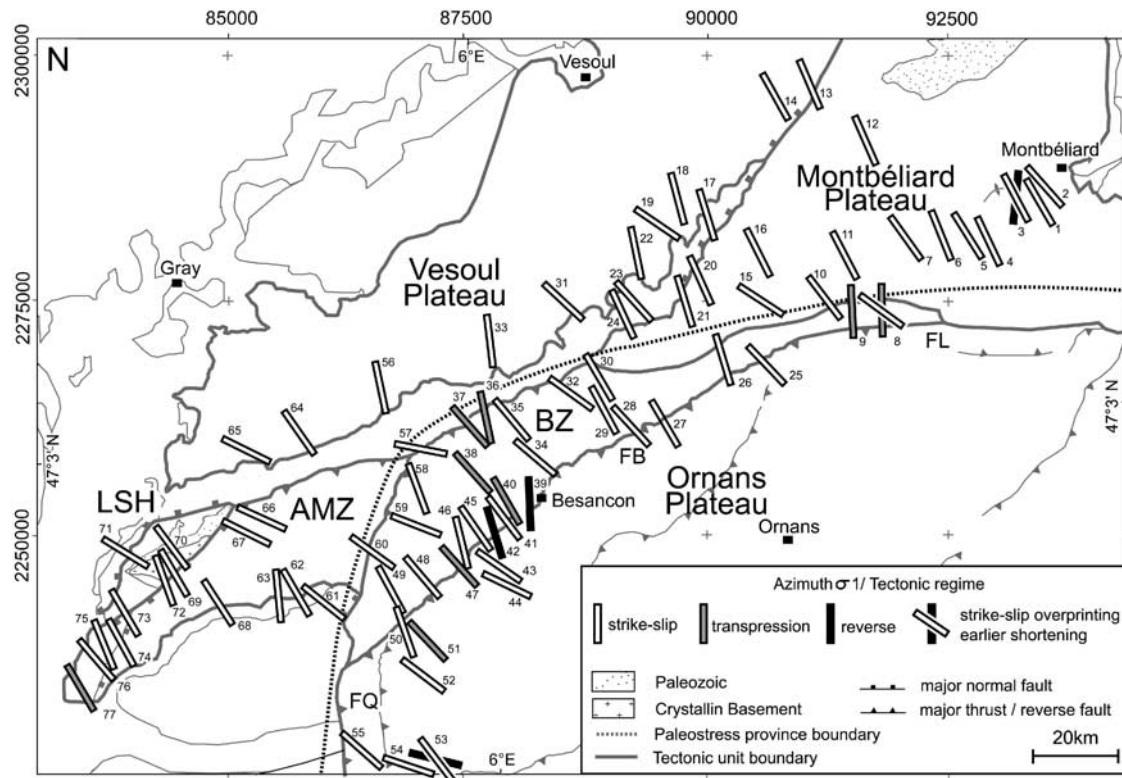 85000 87500 90000 92500
2300000
N
6°E
Vesoul
13
14
12
Montbéliard
18
17
Montbéliard
Plateau
2
19
3
1
22
16
11
7 6 5 4
Gray
Vesoul
Plateau
20
23
31
15
10
2275000
24
21
33
9 8
FL
30
26
25
56
32
37 36
35
BZ
28
64
29
27
47°3' N
47°3' N
57
34
FB
65
38
58
Ornans
Plateau
LSH
AMZ
40
39
Besancon
66
59
46 45
71
70
67
41
Ornans
42
2250000
60
43
48
47
44
63 62
49
72 69
61
68
75
73
50
51
74
76
52
77
FQ
55
53
54
6°E
Azimuth σ 1/ Tectonic regime
strike-slip
transpression
reverse
strike-slip overprinting
earlier shortening
Paleozoic
major normal fault
Crystallin Basement
major thrust / reverse fault
Paleostress province boundary
Tectonic unit boundary
20km